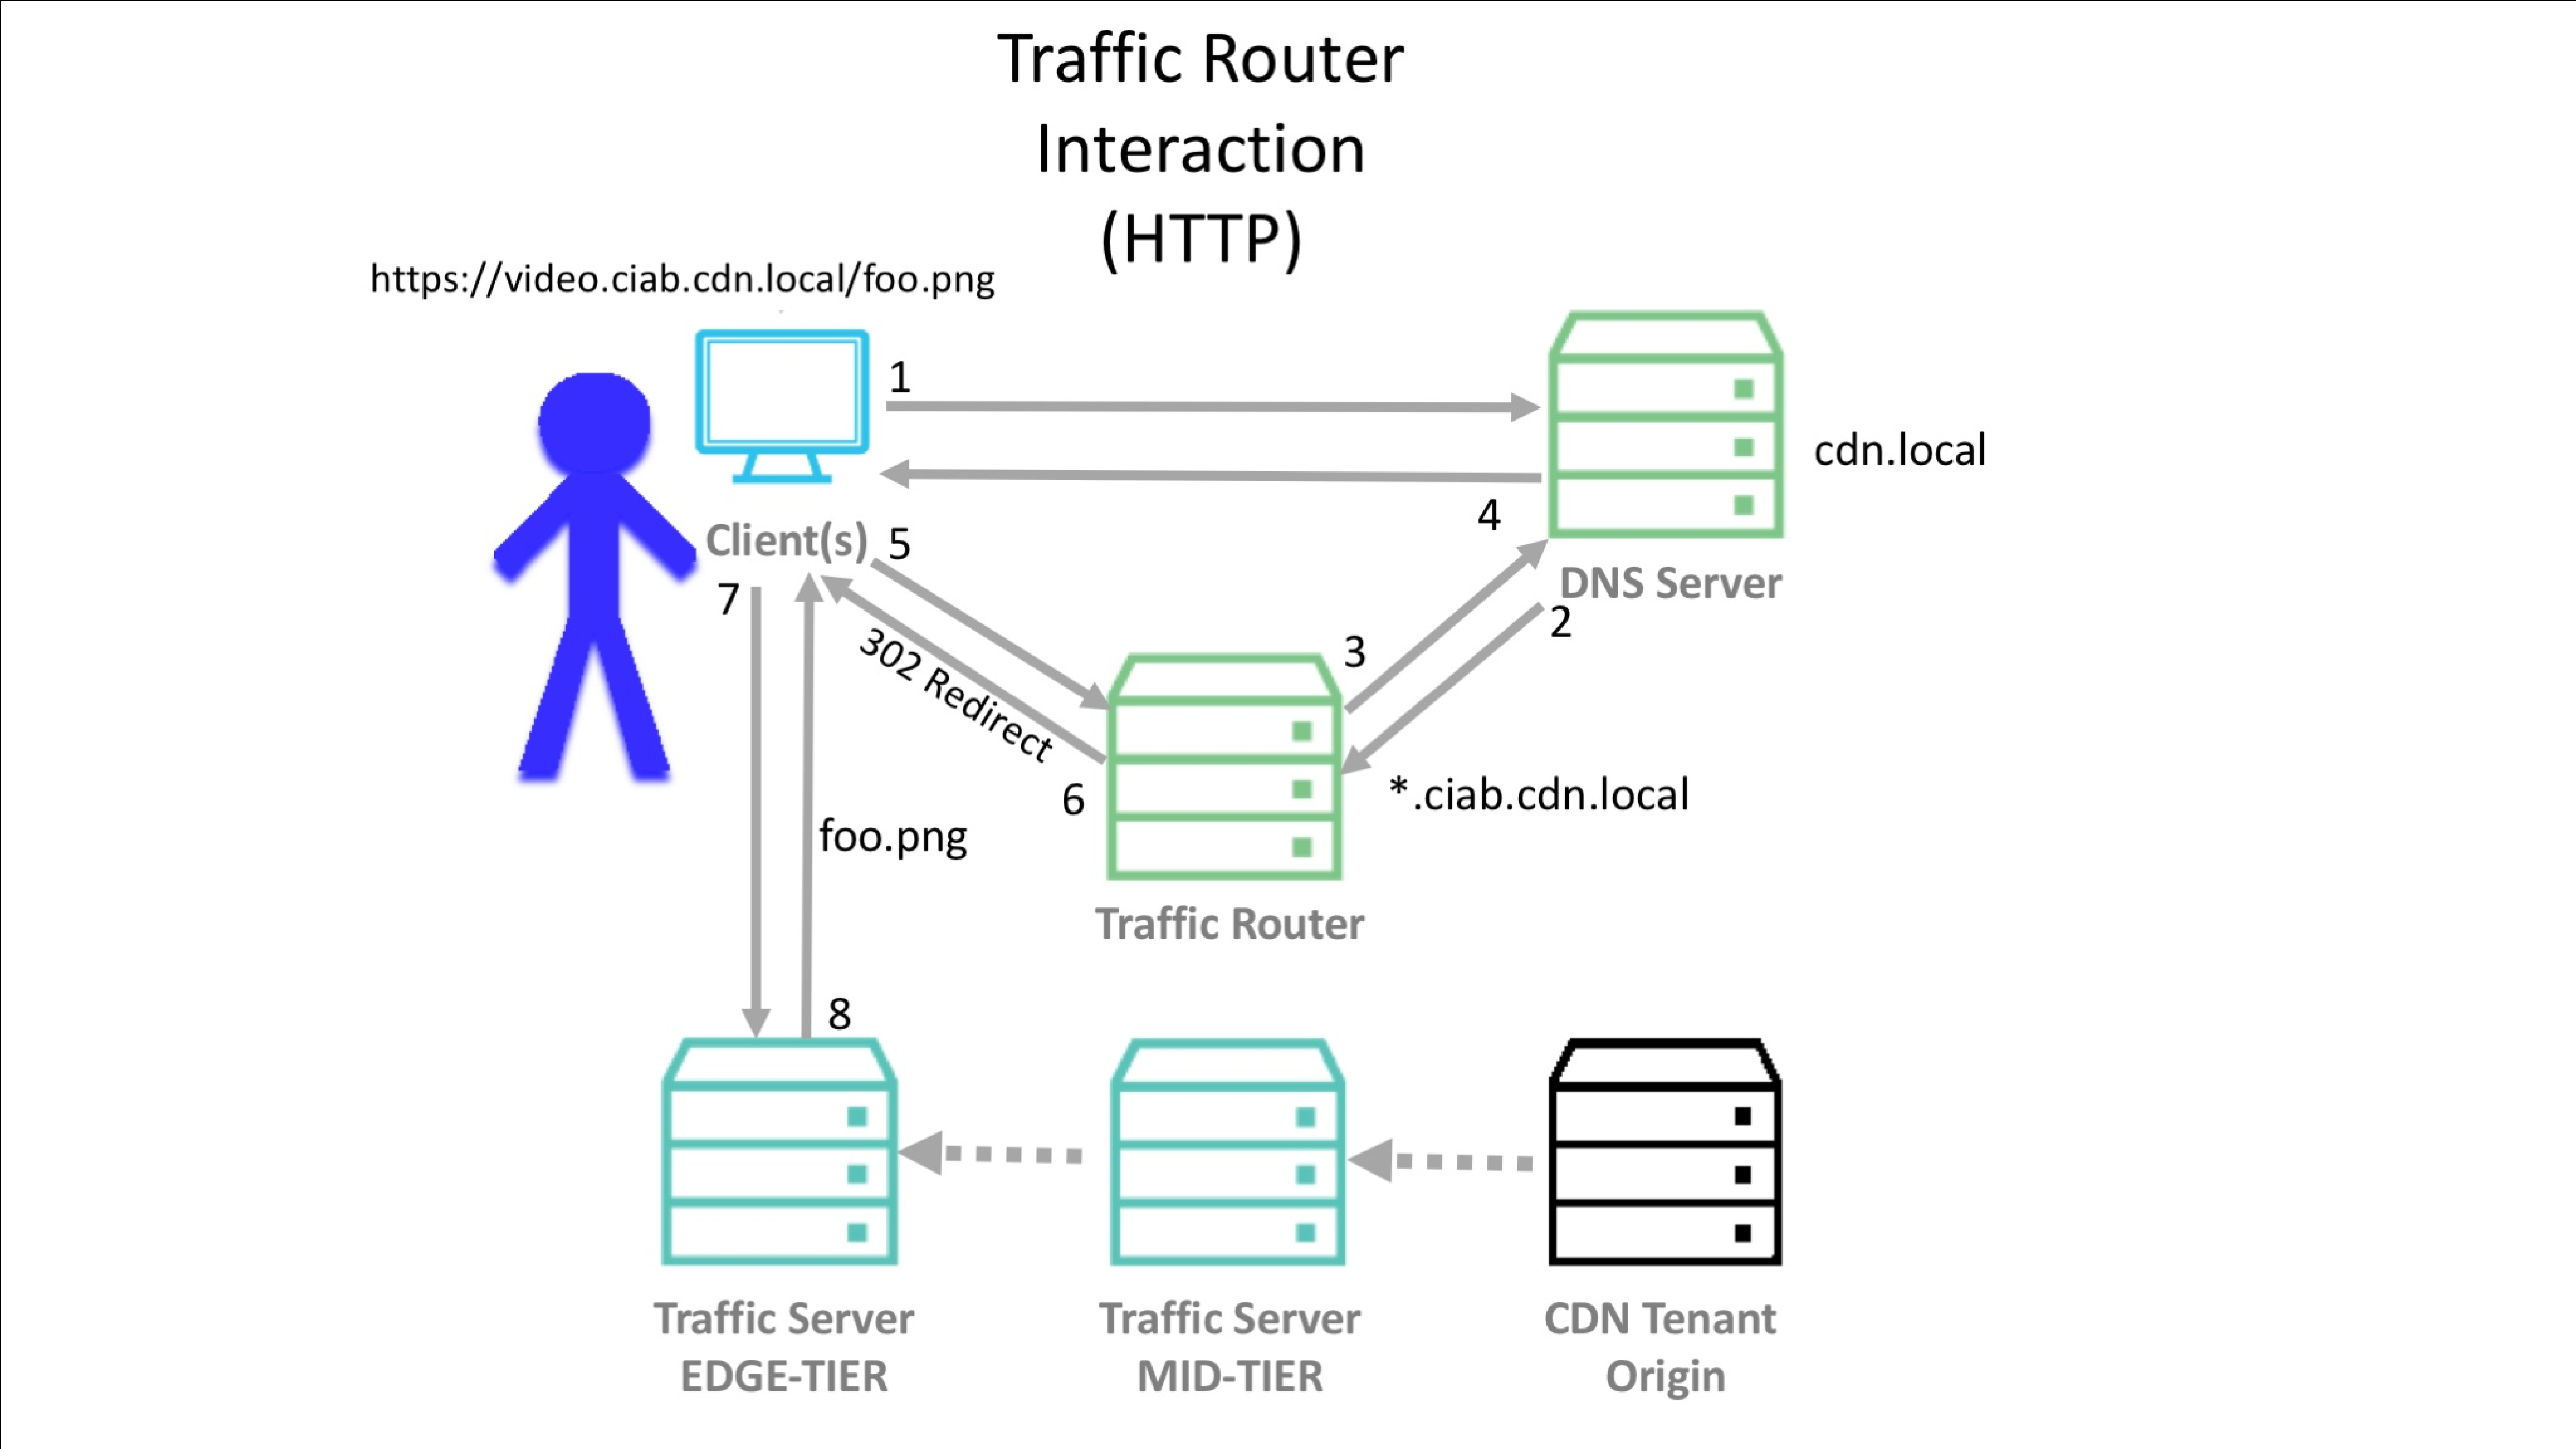 Traffic Router
Interaction
(HTTP)
https://video.ciab.cdn.local/foo.png
1
cdn.local
4
Client(s)
5
DNS Server
7
2
3
302 Redirect
*.ciab.cdn.local
6
foo.png
Traffic Router
8
Traffic Server
EDGE-TIER
Traffic Server
MID-TIER
CDN Tenant
Origin